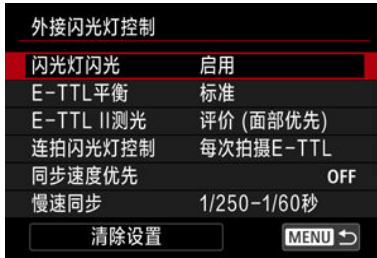 外接闪光灯控制
闪光灯闪光 启用
E-TTL平衡 标准
E-TTL II测光 评价 (面部优先)
连拍闪光灯控制 每次拍摄E-TTL
同步速度优先 OFF
慢速同步 1/250-1/60秒
清除设置 MENU